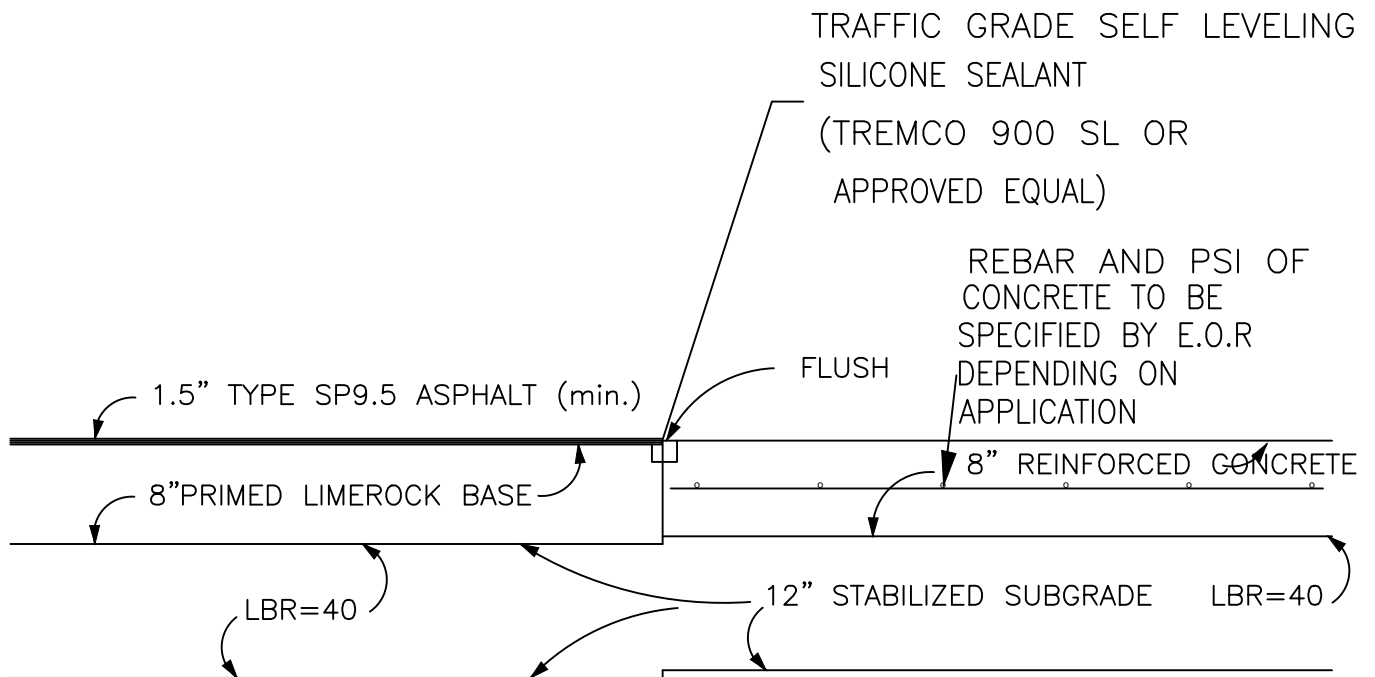 TRAFFIC GRADE SELF LEVELING
SILICONE SEALANT
(TREMCO 900 SL OR
APPROVED EQUAL)
REBAR AND PSI OF
CONCRETE TO BE
SPECIFIED BY E.O.R
DEPENDING ON
APPLICATION
FLUSH
1.5” TYPE SP9.5 ASPHALT (min.)
8” REINFORCED CONCRETE
8”PRIMED LIMEROCK BASE
12” STABILIZED SUBGRADE
LBR=40
LBR=40